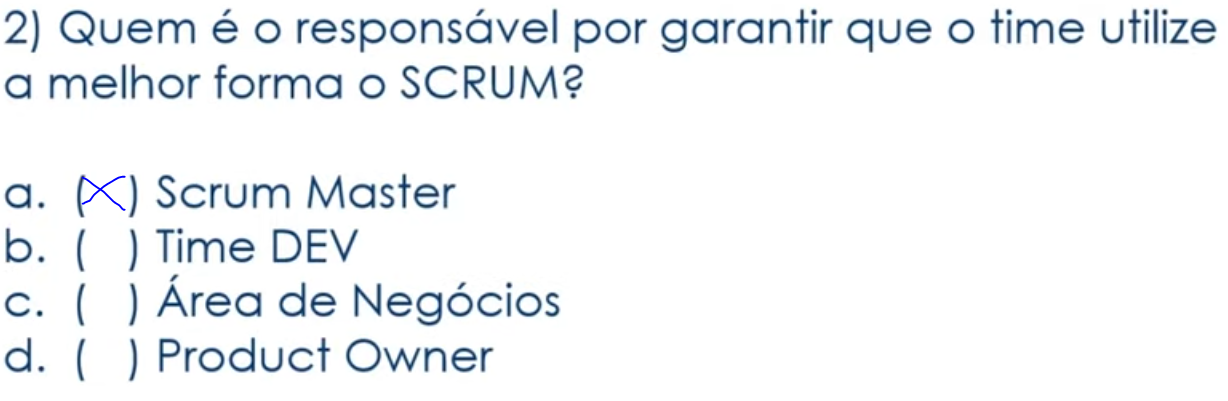 2) Quem é o responsável por garantir que o time utilize
a melhor forma o SCRUM?
a. (X) Scrum Master
b. ( ) Time DEV
c. ( ) Área de Negócios
d. ( ) Product Owner